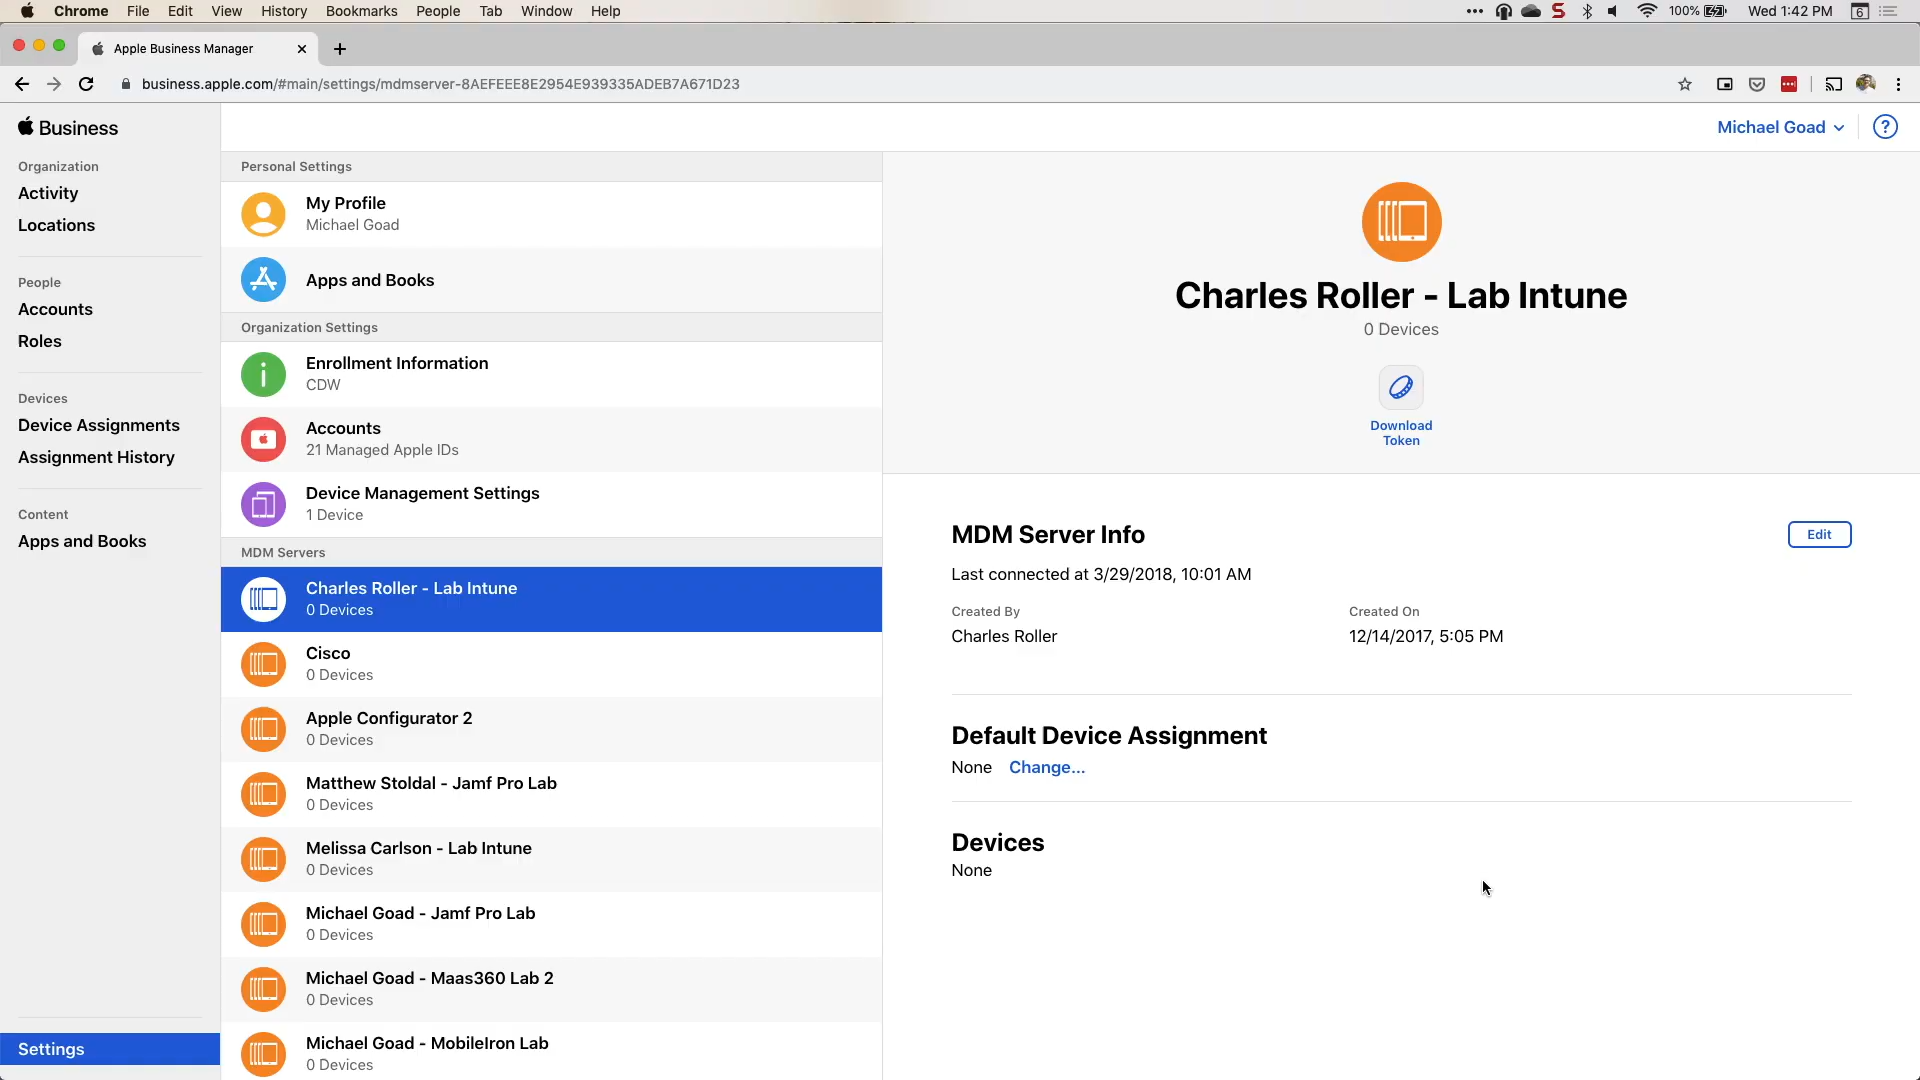 Chrome File Edit View History Bookmarks People Tab Window Help
100% Wed 1:42 PM 6
Apple Business Manager
business.apple.com/#main/settings/mdmserver-8AEFEEE8E2954E939335ADEB7A671D23
Business
Michael Goad
?
Organization
Activity
Locations
People
Accounts
Roles
Devices
Device Assignments
Assignment History
Content
Apps and Books
Settings
Personal Settings
My Profile
Michael Goad
Apps and Books
Organization Settings
Enrollment Information
CDW
Accounts
21 Managed Apple IDs
Device Management Settings
1 Device
MDM Servers
Charles Roller - Lab Intune
0 Devices
Cisco
0 Devices
Apple Configurator 2
0 Devices
Matthew Stoldal - Jamf Pro Lab
0 Devices
Melissa Carlson - Lab Intune
0 Devices
Michael Goad - Jamf Pro Lab
0 Devices
Michael Goad - Maas360 Lab 2
0 Devices
Michael Goad - MobileIron Lab
0 Devices
Charles Roller - Lab Intune
0 Devices
Download
Token
MDM Server Info
Edit
Last connected at 3/29/2018, 10:01 AM
Created By
Created On
Charles Roller
12/14/2017, 5:05 PM
Default Device Assignment
None Change...
Devices
None